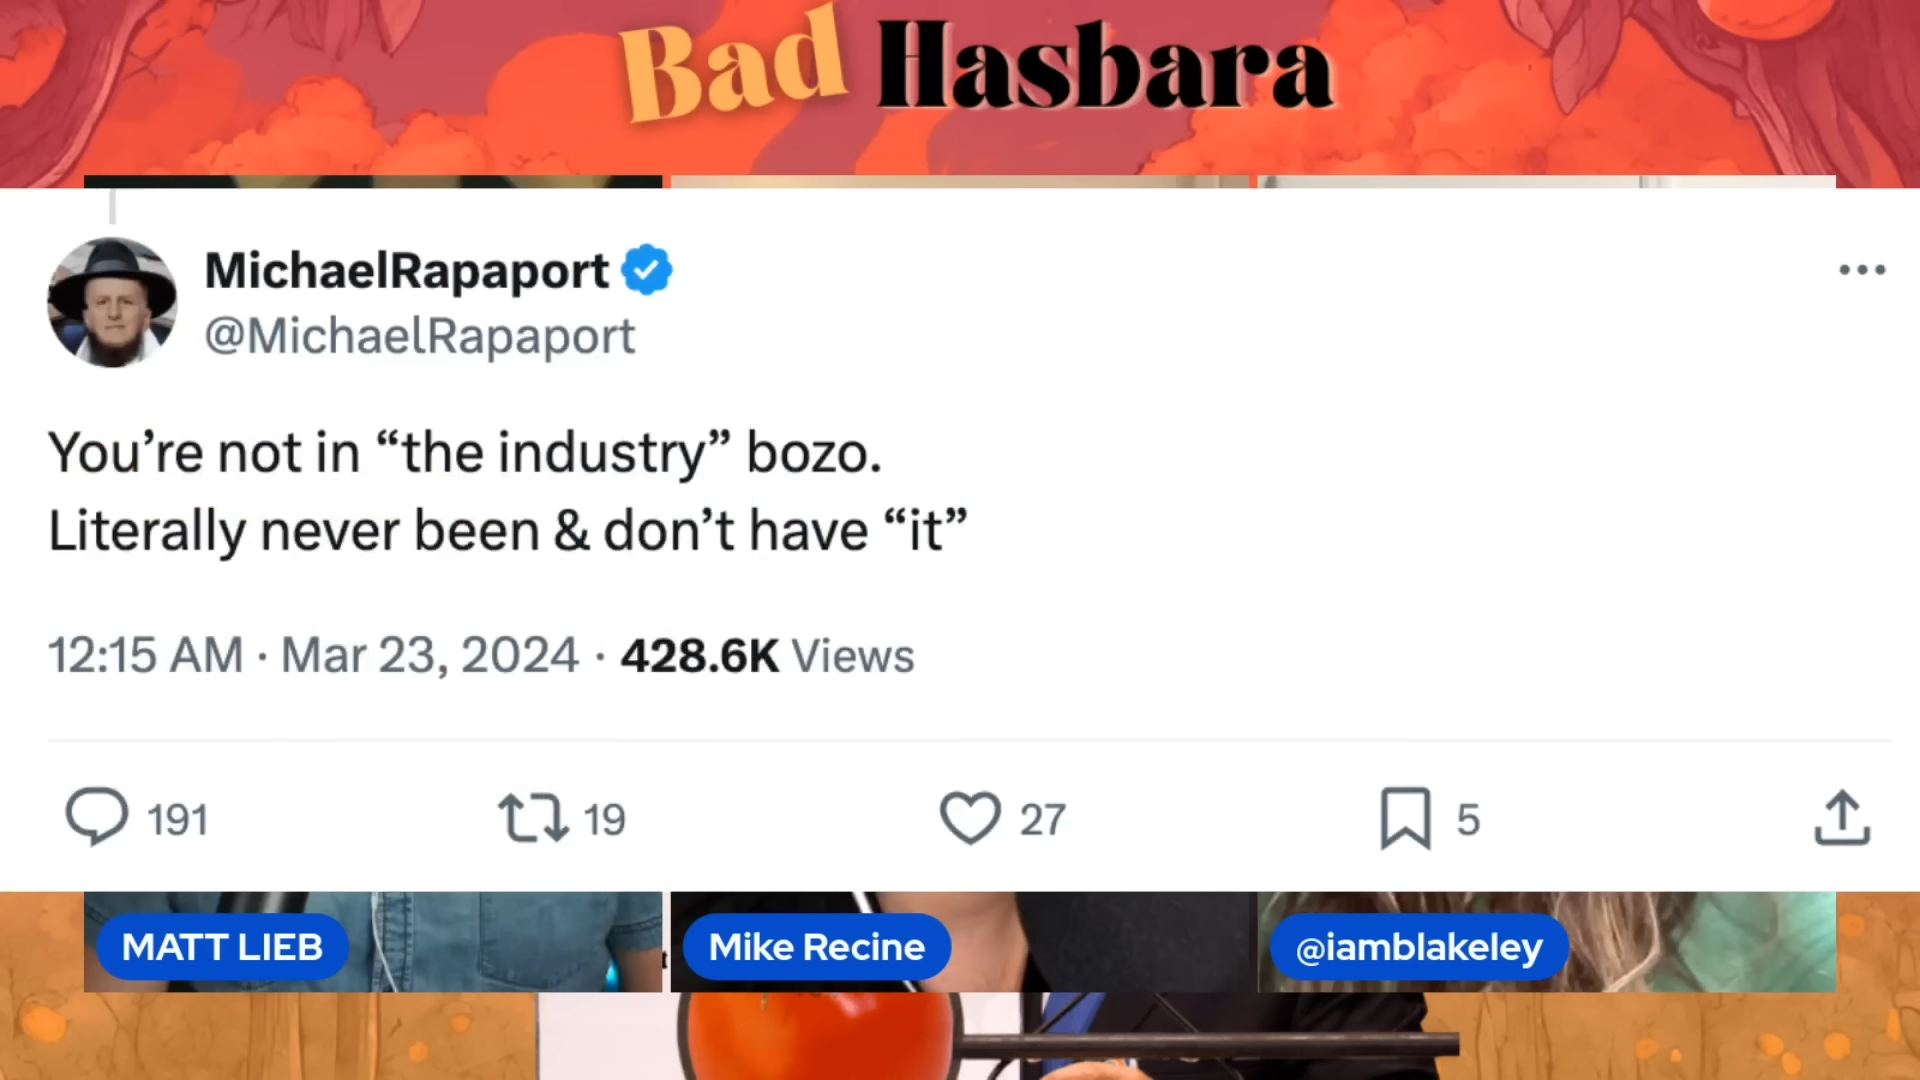 Bad Hasbara
MichaelRapaport
@MichaelRapaport
You’re not in “the industry” bozo.
Literally never been & don’t have “it”
12:15 AM · Mar 23, 2024 · 428.6K Views
191 19 27 5
MATT LIEB Mike Recine @iamblakeley